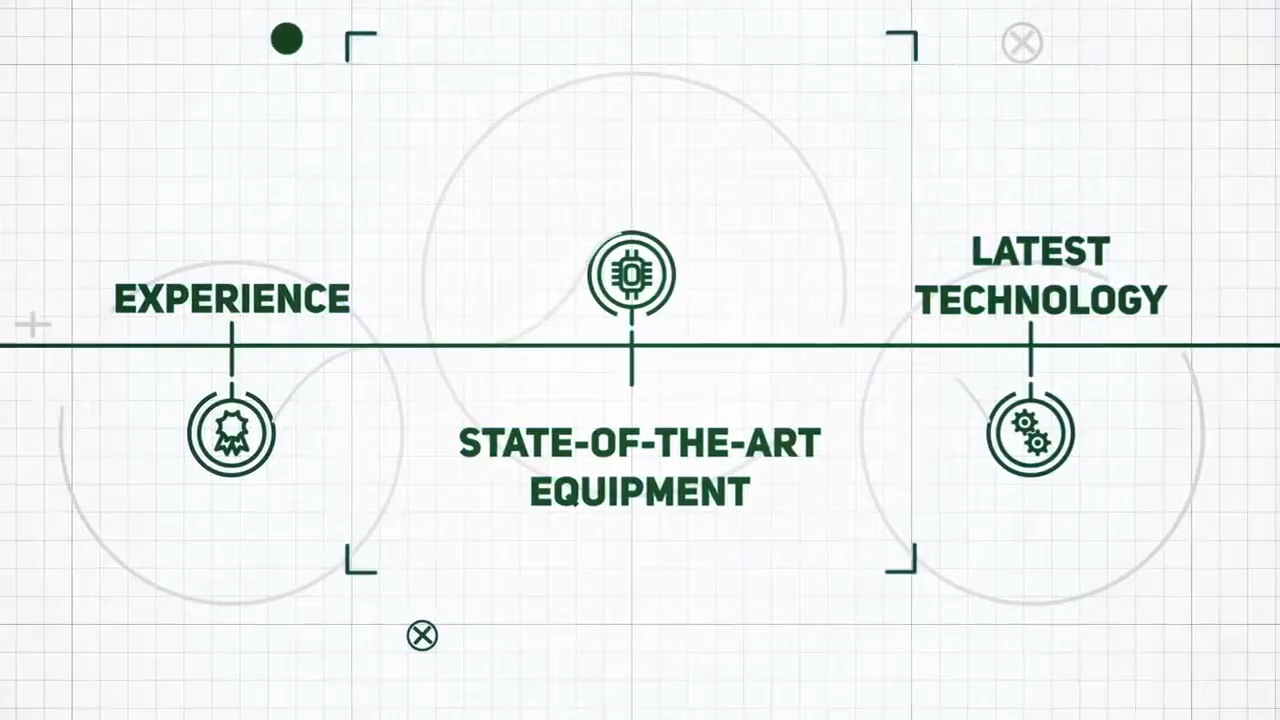 EXPERIENCE
STATE-OF-THE-ART
EQUIPMENT
LATEST
TECHNOLOGY